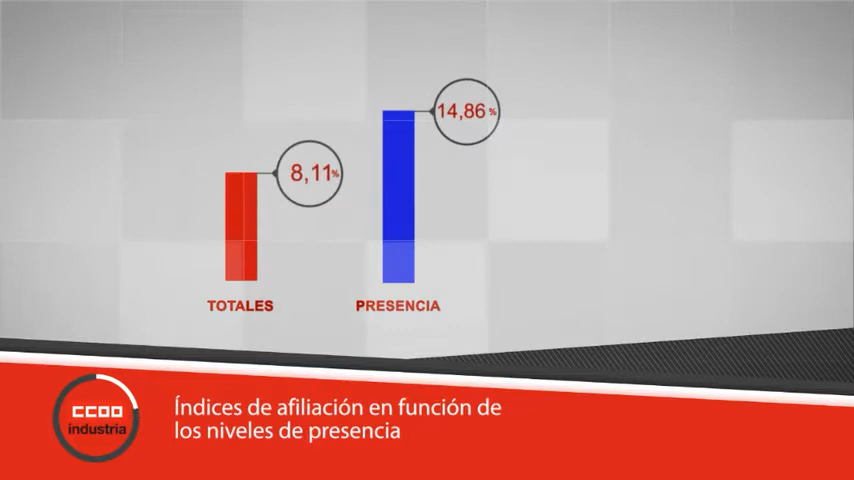 14,86 %
8,11%
TOTALES
PRESENCIA
CCOO
industria
Índices de afiliación en función de
los niveles de presencia